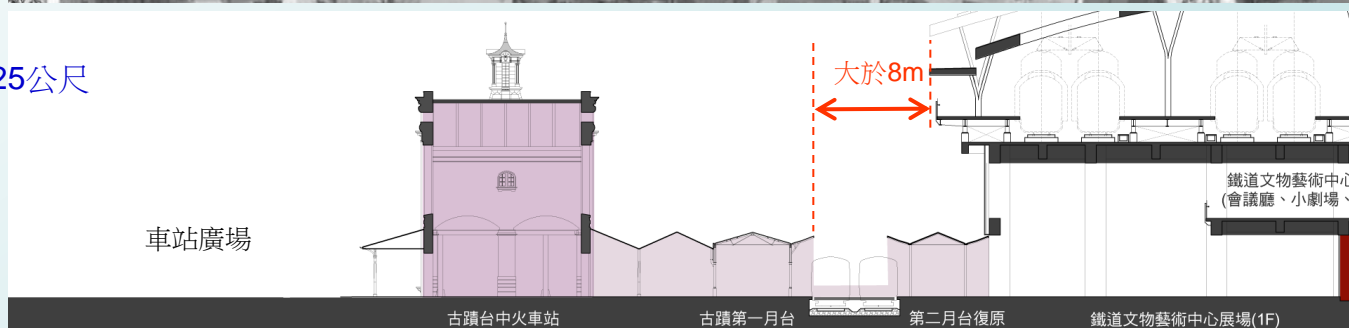 25公尺
大於8m
鐵道文物藝術中心
(會議廳、小劇場、
車站廣場
古蹟台中火車站
古蹟第一月台
第二月台復原
鐵道文物藝術中心展場(1F)